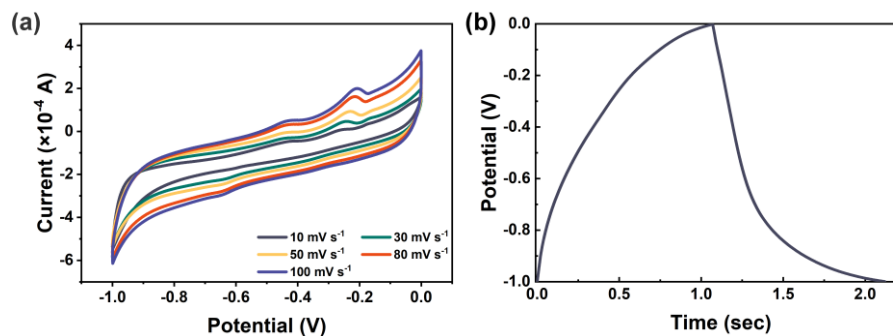 (a)
Current (×10⁻⁴ A)
4
2
0
-2
-4
-6
10 mV s⁻¹ 30 mV s⁻¹
50 mV s⁻¹ 80 mV s⁻¹
100 mV s⁻¹
-1.0 -0.8 -0.6 -0.4 -0.2 0.0
Potential (V)
(b)
Potential (V)
0.0
-0.2
-0.4
-0.6
-0.8
-1.0
0.0 0.5 1.0 1.5 2.0
Time (sec)